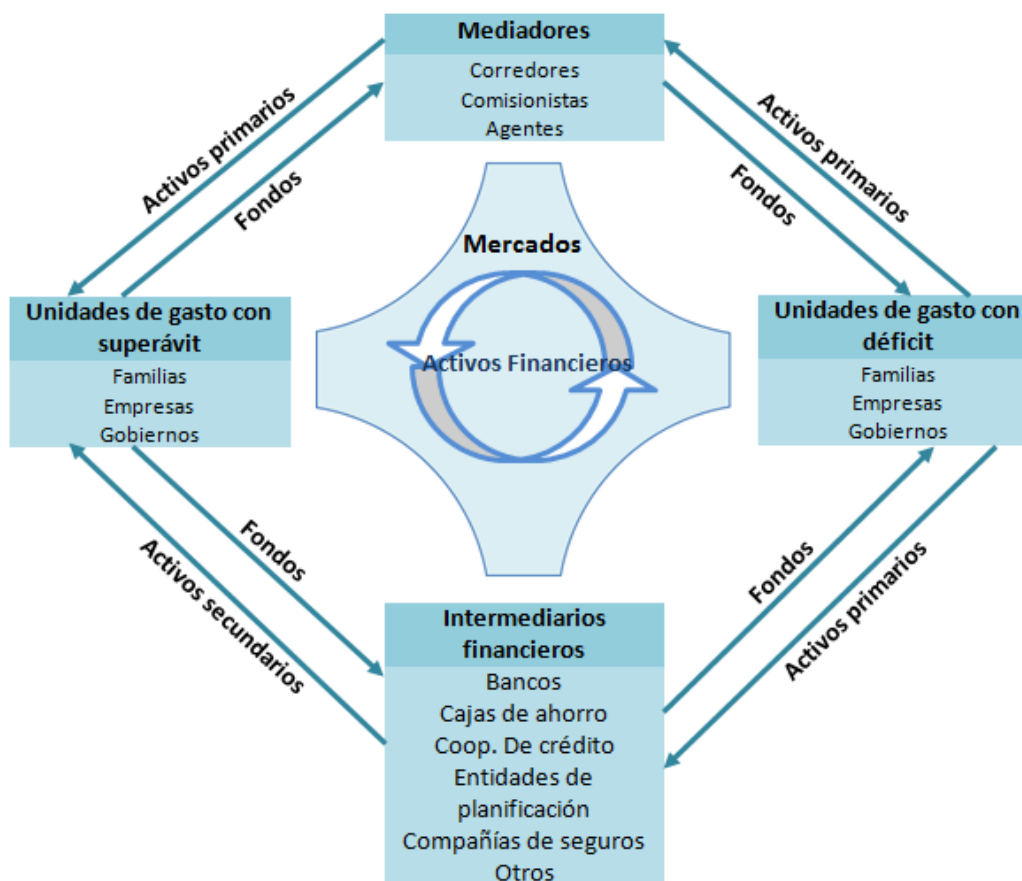 Mediadores
Corredores
Comisionistas
Agentes
Activos primarios
Fondos
Activos primarios
Fondos
Mercados
Activos Financieros
Unidades de gasto con
superávit
Familias
Empresas
Gobiernos
Unidades de gasto con
déficit
Familias
Empresas
Gobiernos
Fondos
Activos secundarios
Fondos
Activos primarios
Intermediarios
financieros
Bancos
Cajas de ahorro
Coop. De crédito
Entidades de
planificación
Compañías de seguros
Otros